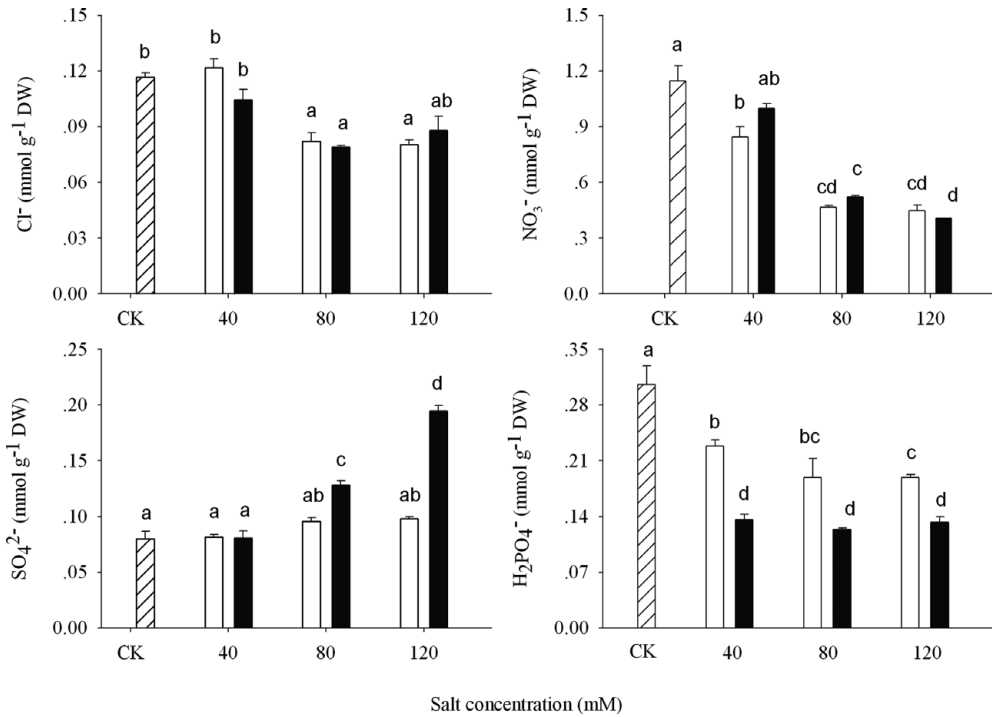 Cl⁻ (mmol g⁻¹ DW)
.15
.12
.09
.06
.03
0.00
b
b
b
a
a
a
ab
CK 40 80 120
NO₃⁻ (mmol g⁻¹ DW)
1.5
1.2
.9
.6
.3
0.0
a
b
ab
cd
c
cd
d
CK 40 80 120
SO₄²⁻ (mmol g⁻¹ DW)
.25
.20
.15
.10
.05
0.00
a
a
a
ab
c
ab
d
CK 40 80 120
H₂PO₄⁻ (mmol g⁻¹ DW)
.35
.28
.21
.14
.07
0.00
a
b
d
bc
d
c
d
CK 40 80 120
Salt concentration (mM)